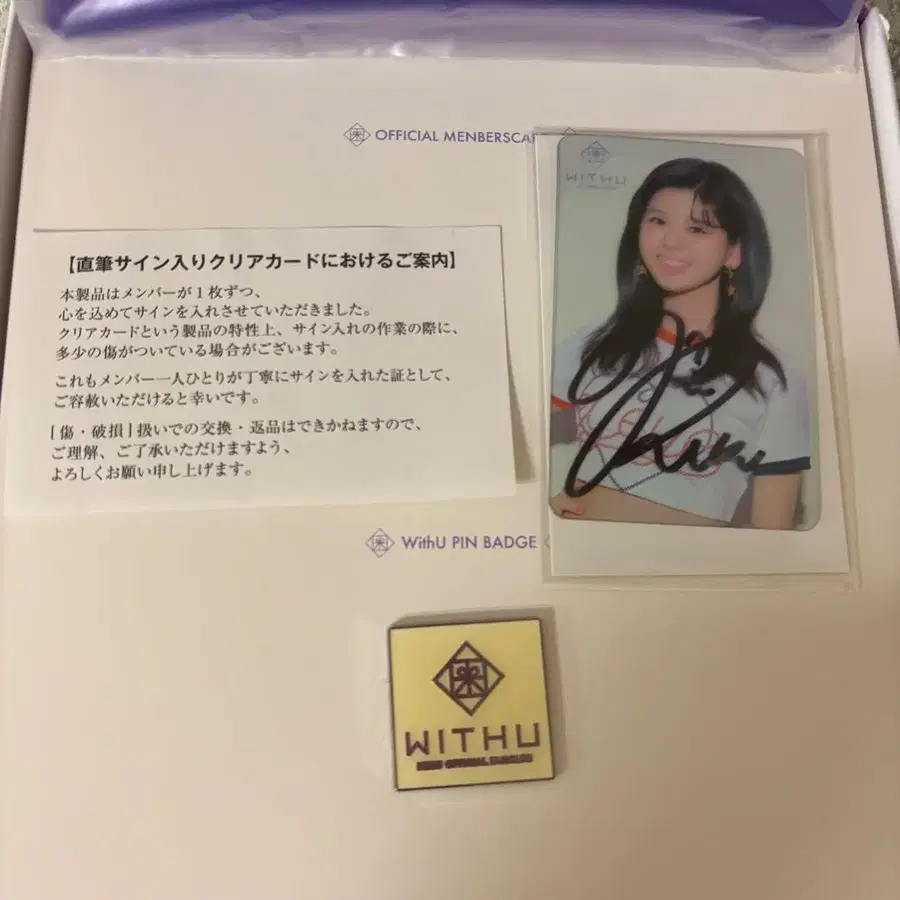 OFFICIAL MENBERSCA
WITHU
【直筆サイン入りクリアカードにおけるご案内】
本製品はメンバーが1枚ずつ、
心を込めてサインを入れさせていただきました。
クリアカードという製品の特性上、サイン入れの作業の際に、
多少の傷がついている場合がございます。
これもメンバー一人ひとりが丁寧にサインを入れた証として、
ご容赦いただけると幸いです。
[傷・破損]扱いでの交換・返品はできかねますので、
ご理解、ご了承いただけますよう、
よろしくお願い申し上げます。
WithU PIN BADGE
WITHU